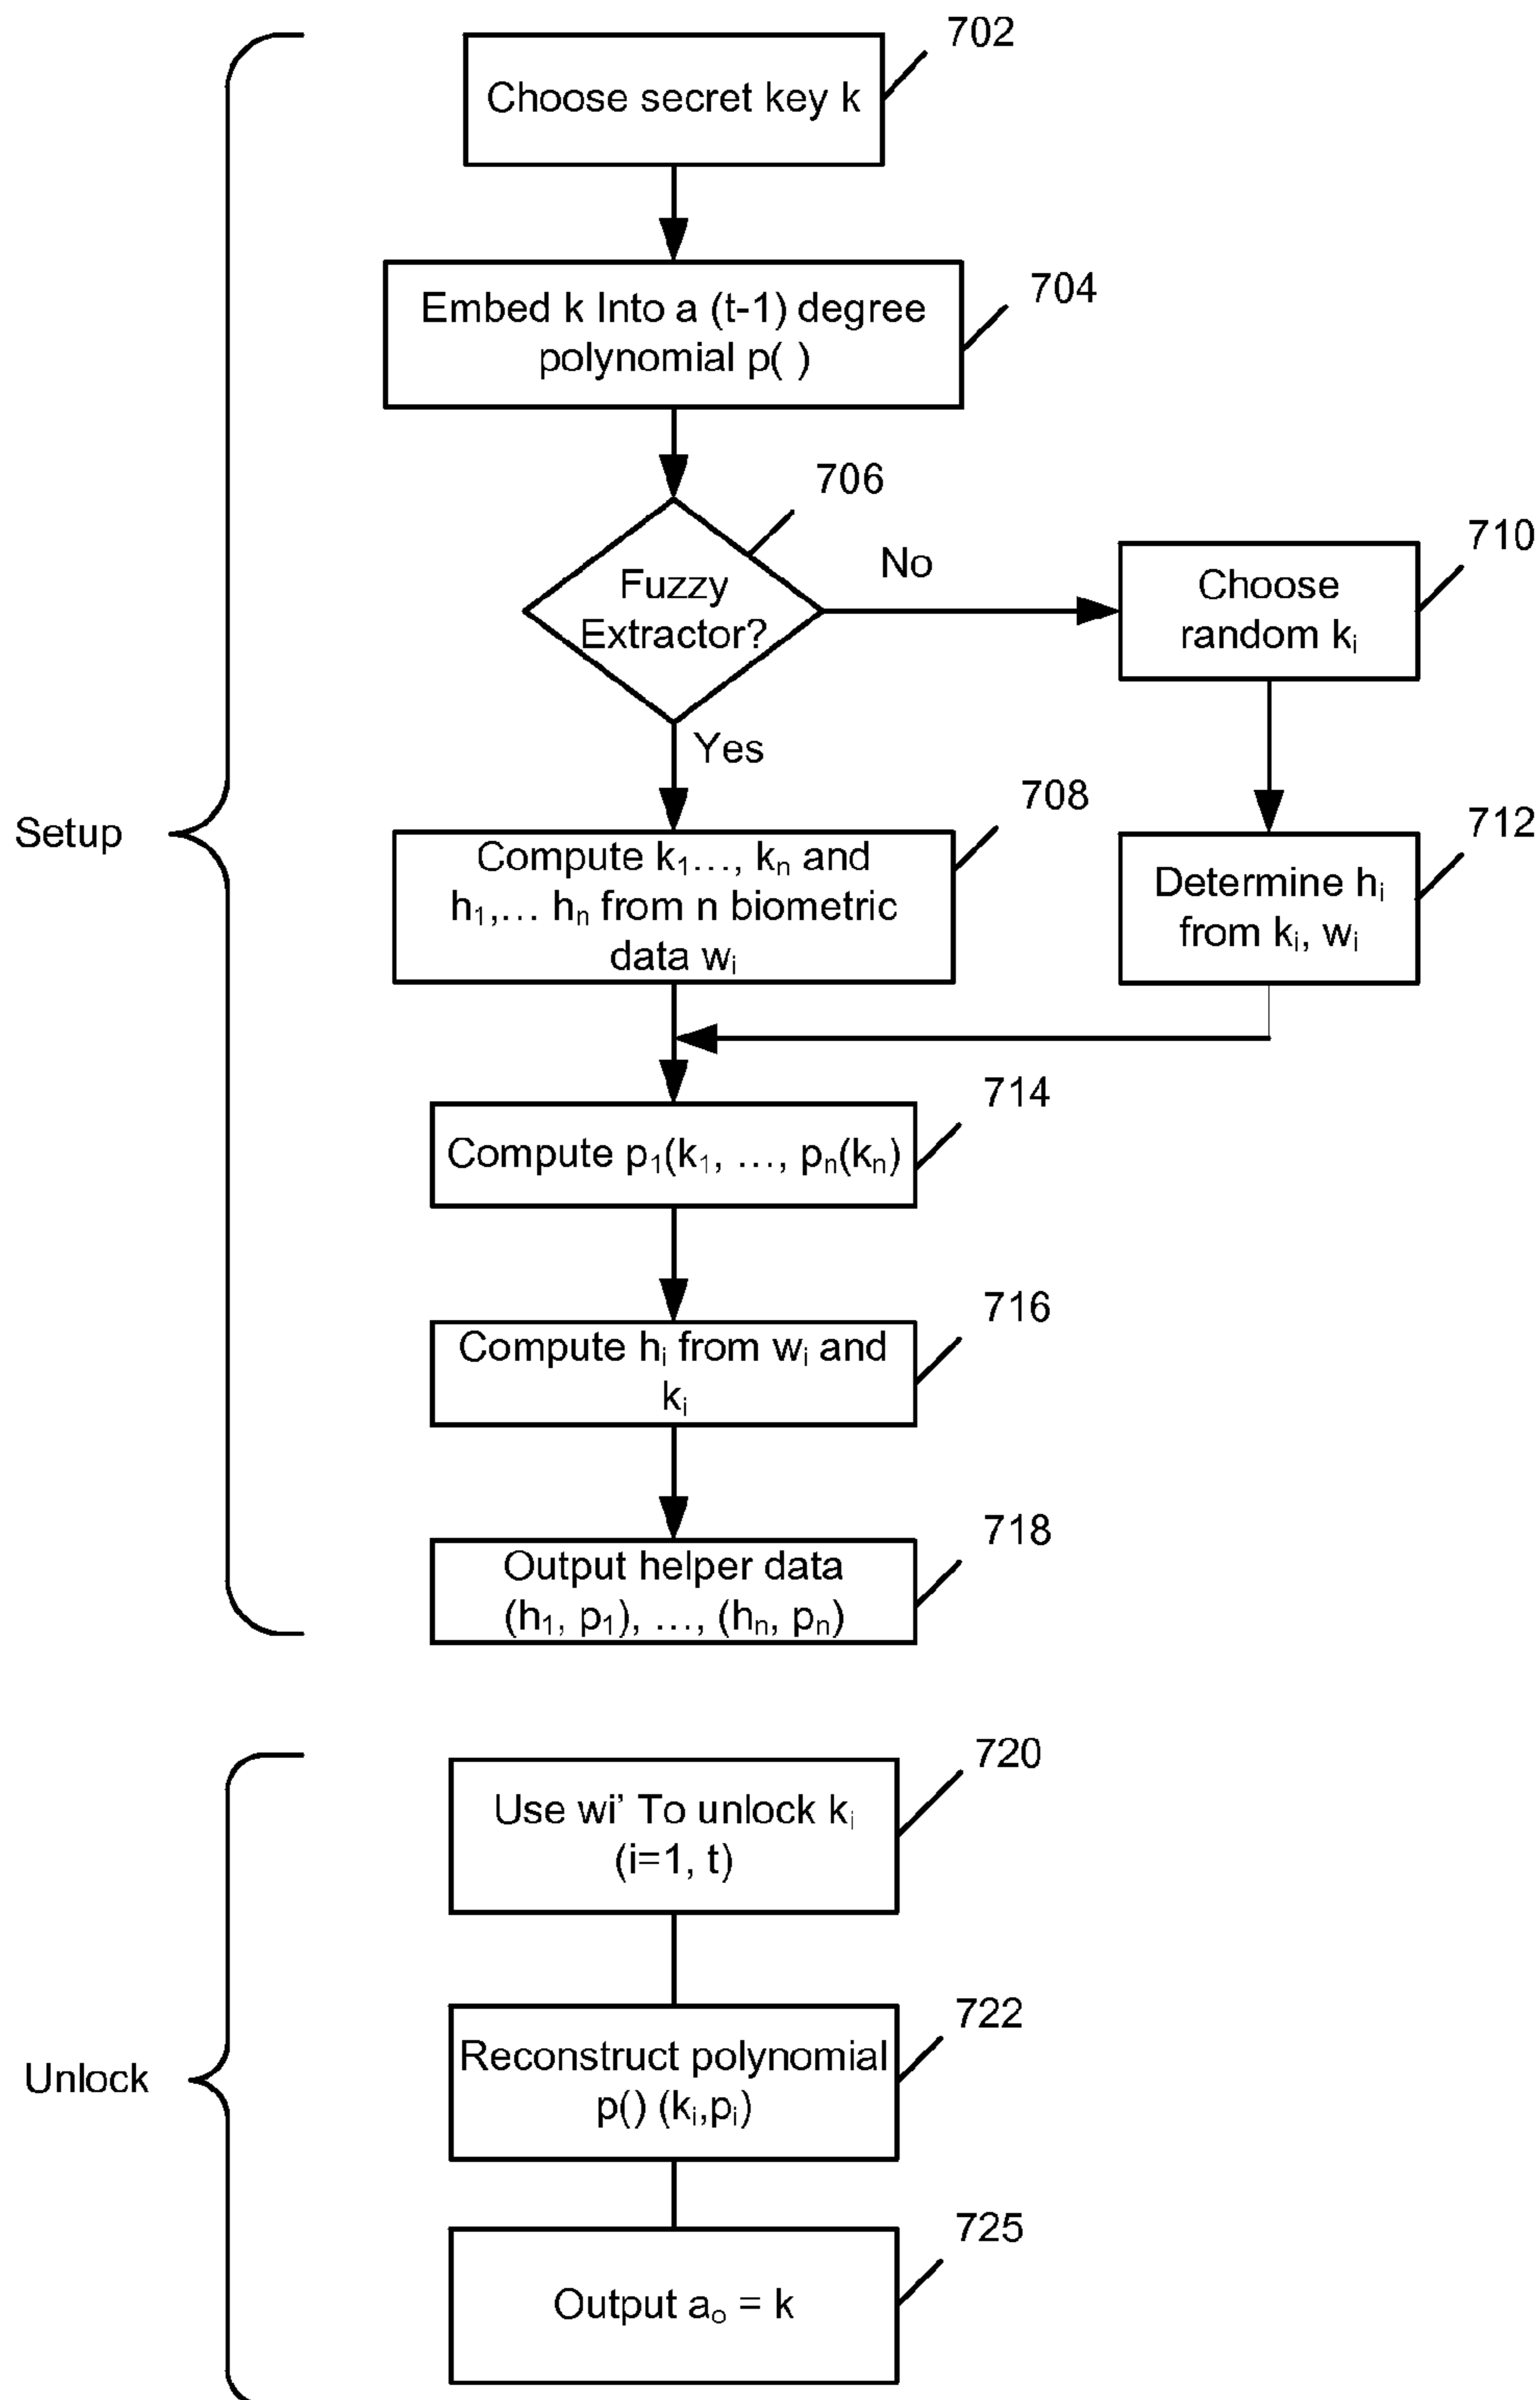 702
Choose secret key k
704
Embed k Into a (t-1) degree
polynomial p( )
706
Fuzzy
Extractor?
No
710
Choose
random kᵢ
Yes
708
Compute k₁..., kₙ and
h₁,... hₙ from n biometric
data wᵢ
712
Determine hᵢ
from kᵢ, wᵢ
Setup
714
Compute p₁(k₁, ..., pₙ(kₙ)
716
Compute hᵢ from wᵢ and
kᵢ
718
Output helper data
(h₁, p₁), ..., (hₙ, pₙ)
720
Use wi’ To unlock kᵢ
(i=1, t)
722
Reconstruct polynomial
p() (kᵢ,pᵢ)
Unlock
725
Output aₒ = k